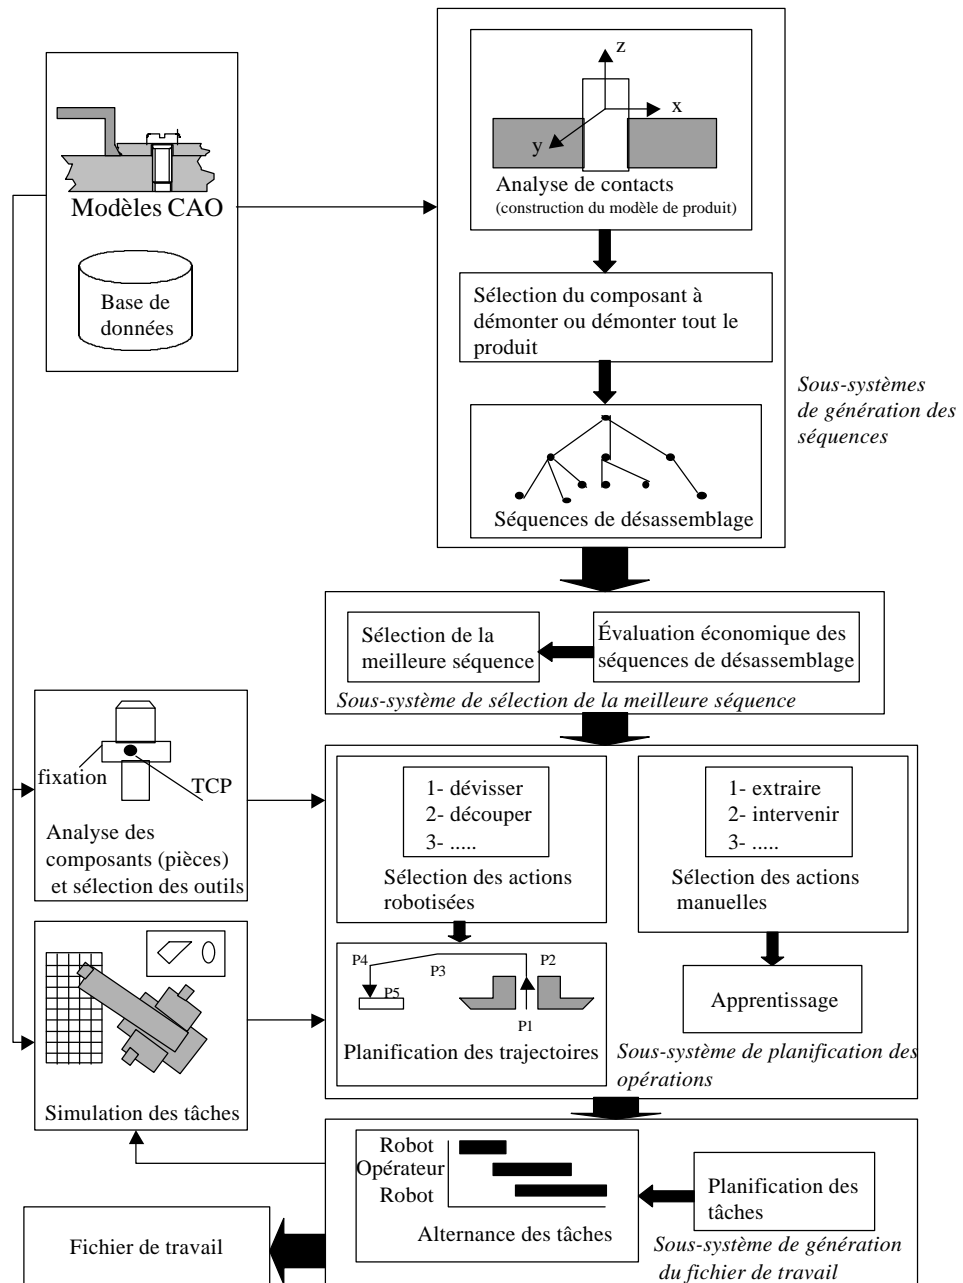 Modèles CAO
Base de
données
z
x
y
Analyse de contacts
(construction du modèle de produit)
Sélection du composant à
démonter ou démonter tout le
produit
Séquences de désassemblage
Sous-systèmes
de génération des
séquences
Sélection de la
meilleure séquence
Évaluation économique des
séquences de désassemblage
Sous-système de sélection de la meilleure séquence
fixation
TCP
Analyse des
composants (pièces)
et sélection des outils
1- dévisser
2- découper
3- .....
Sélection des actions
robotisées
1- extraire
2- intervenir
3- .....
Sélection des actions
manuelles
P4
P3
P2
P5
P1
Planification des trajectoires
Apprentissage
Sous-système de planification des
opérations
Simulation des tâches
Robot
Opérateur
Robot
Alternance des tâches
Planification des
tâches
Sous-système de génération
du fichier de travail
Fichier de travail